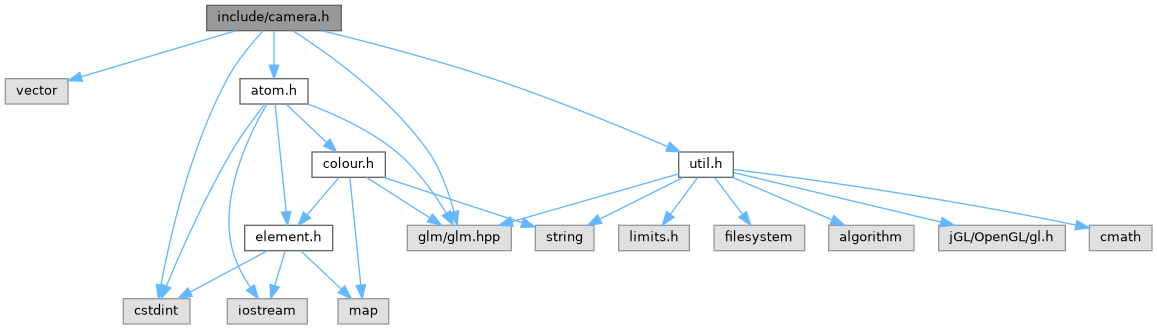 include/camera.h
vector
atom.h
colour.h
util.h
element.h
glm/glm.hpp
string
limits.h
filesystem
algorithm
jGL/OpenGL/gl.h
cmath
cstdint
iostream
map